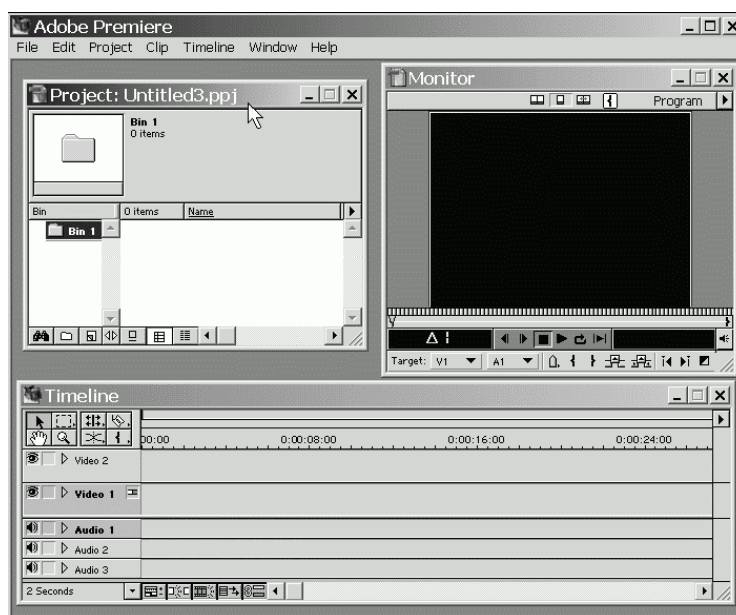 Adobe Premiere
File Edit Project Clip Timeline Window Help
Project: Untitled3.ppj
Bin 1
0 items
Bin 0 items Name
Bin 1
Monitor
Program
Target: V1 A1
Timeline
00:00 0:00:08:00 0:00:16:00 0:00:24:00
Video 2
Video 1
Audio 1
Audio 2
Audio 3
2 Seconds